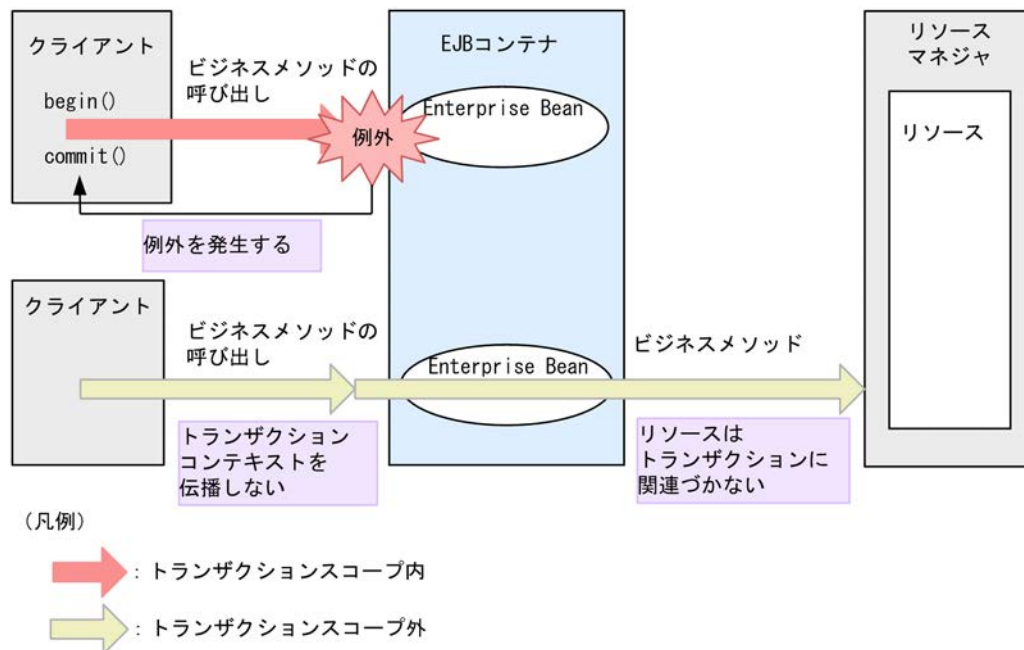 クライアント
begin()
commit()
ビジネスメソッドの
呼び出し
例外
EJBコンテナ
Enterprise Bean
リソース
マネジャ
リソース
例外を発生する
クライアント
ビジネスメソッドの
呼び出し
Enterprise Bean
ビジネスメソッド
トランザクション
コンテキストを
伝播しない
リソースは
トランザクションに
関連づかない
(凡例)
: トランザクションスコープ内
: トランザクションスコープ外